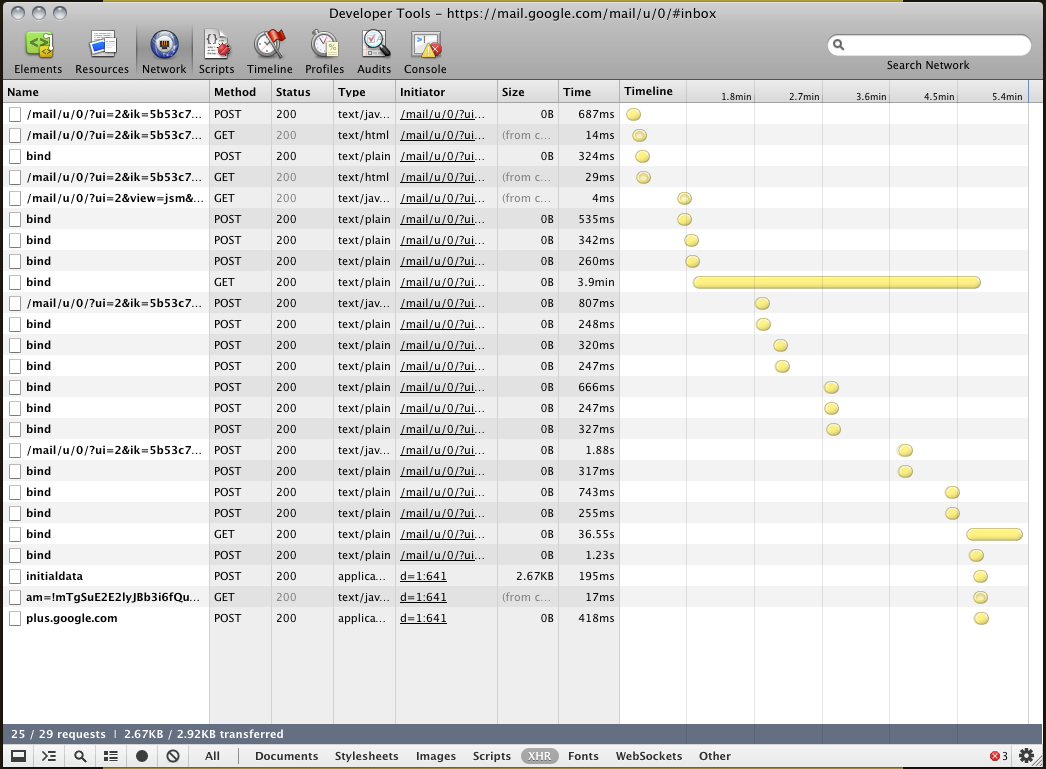 Developer Tools - https://mail.google.com/mail/u/0/#inbox
Elements Resources Network Scripts Timeline Profiles Audits Console Search Network
Name Method Status Type Initiator Size Time Timeline 1.8min 2.7min 3.6min 4.5min 5.4min
/mail/u/0/?ui=2&ik=5b53c7... POST 200 text/jav... /mail/u/0/?ui... 0B 687ms
/mail/u/0/?ui=2&ik=5b53c7... GET 200 text/html /mail/u/0/?ui... (from c... 14ms
bind POST 200 text/plain /mail/u/0/?ui... 0B 324ms
/mail/u/0/?ui=2&ik=5b53c7... GET 200 text/html /mail/u/0/?ui... (from c... 29ms
/mail/u/0/?ui=2&view=jsm&... GET 200 text/jav... /mail/u/0/?ui... (from c... 4ms
bind POST 200 text/plain /mail/u/0/?ui... 0B 535ms
bind POST 200 text/plain /mail/u/0/?ui... 0B 342ms
bind POST 200 text/plain /mail/u/0/?ui... 0B 260ms
bind GET 200 text/plain /mail/u/0/?ui... 0B 3.9min
/mail/u/0/?ui=2&ik=5b53c7... POST 200 text/jav... /mail/u/0/?ui... 0B 807ms
bind POST 200 text/plain /mail/u/0/?ui... 0B 248ms
bind POST 200 text/plain /mail/u/0/?ui... 0B 320ms
bind POST 200 text/plain /mail/u/0/?ui... 0B 247ms
bind POST 200 text/plain /mail/u/0/?ui... 0B 666ms
bind POST 200 text/plain /mail/u/0/?ui... 0B 247ms
bind POST 200 text/plain /mail/u/0/?ui... 0B 327ms
/mail/u/0/?ui=2&ik=5b53c7... POST 200 text/jav... /mail/u/0/?ui... 0B 1.88s
bind POST 200 text/plain /mail/u/0/?ui... 0B 317ms
bind POST 200 text/plain /mail/u/0/?ui... 0B 743ms
bind POST 200 text/plain /mail/u/0/?ui... 0B 255ms
bind GET 200 text/plain /mail/u/0/?ui... 0B 36.55s
bind POST 200 text/plain /mail/u/0/?ui... 0B 1.23s
initialdata POST 200 applica... d=1:641 2.67KB 195ms
am=!mTgSuE2E2lyJBb3i6fQu... GET 200 text/jav... d=1:641 (from c... 17ms
plus.google.com POST 200 applica... d=1:641 0B 418ms
25 / 29 requests | 2.67KB / 2.92KB transferred
All Documents Stylesheets Images Scripts XHR Fonts WebSockets Other 3